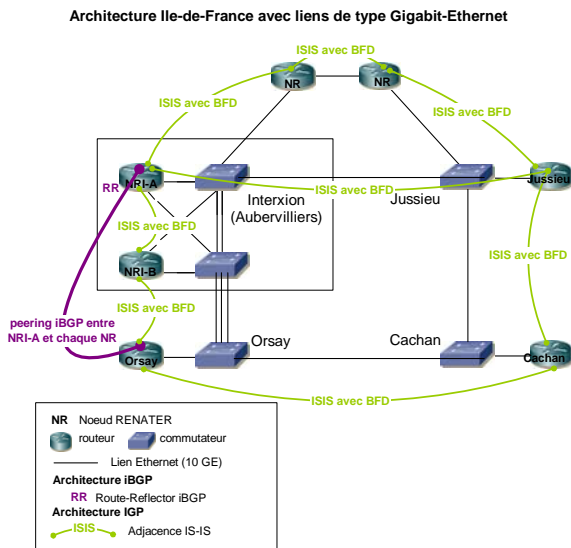 Architecture Ile-de-France avec liens de type Gigabit-Ethernet
ISIS avec BFD
NR
NR
ISIS avec BFD
ISIS avec BFD
RR
NRI-A
ISIS avec BFD
Jussieu
Interxion
(Aubervilliers)
Jussieu
ISIS avec BFD
ISIS avec BFD
NRI-B
ISIS avec BFD
peering iBGP entre
NRI-A et chaque NR
Orsay
Cachan
Orsay
Cachan
ISIS avec BFD
NR Noeud RENATER
routeur
commutateur
Lien Ethernet (10 GE)
Architecture iBGP
RR Route-Reflector iBGP
Architecture IGP
ISIS Adjacence IS-IS